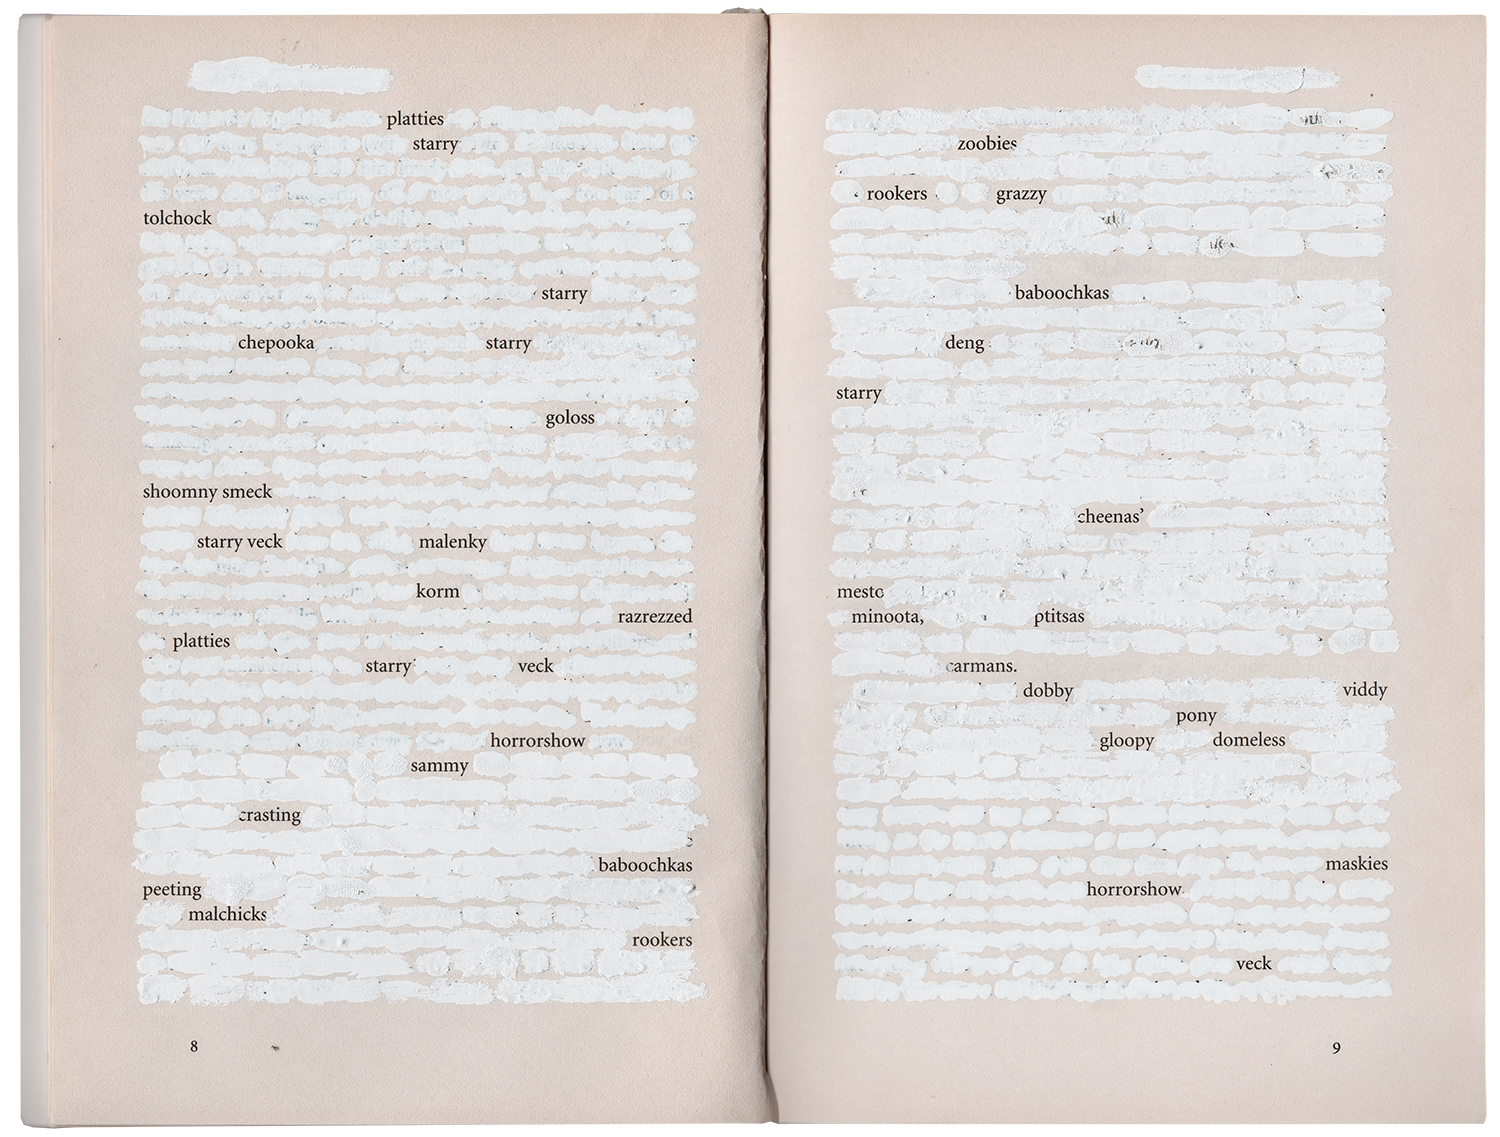 platties
starry
tolchock
starry
chepooka starry
goloss
shoomny smeck
starry veck malenky
korm
razrezzed
platties
starry veck
horrorshow
sammy
crasting
baboochkas
peeting
malchicks
rookers
8
zoobies
rookers grazzy
baboochkas
deng
starry
cheenas’
mesto
minoota, ptitsas
carmans.
dobby viddy
pony
gloopy domeless
maskies
horrorshow
veck
9